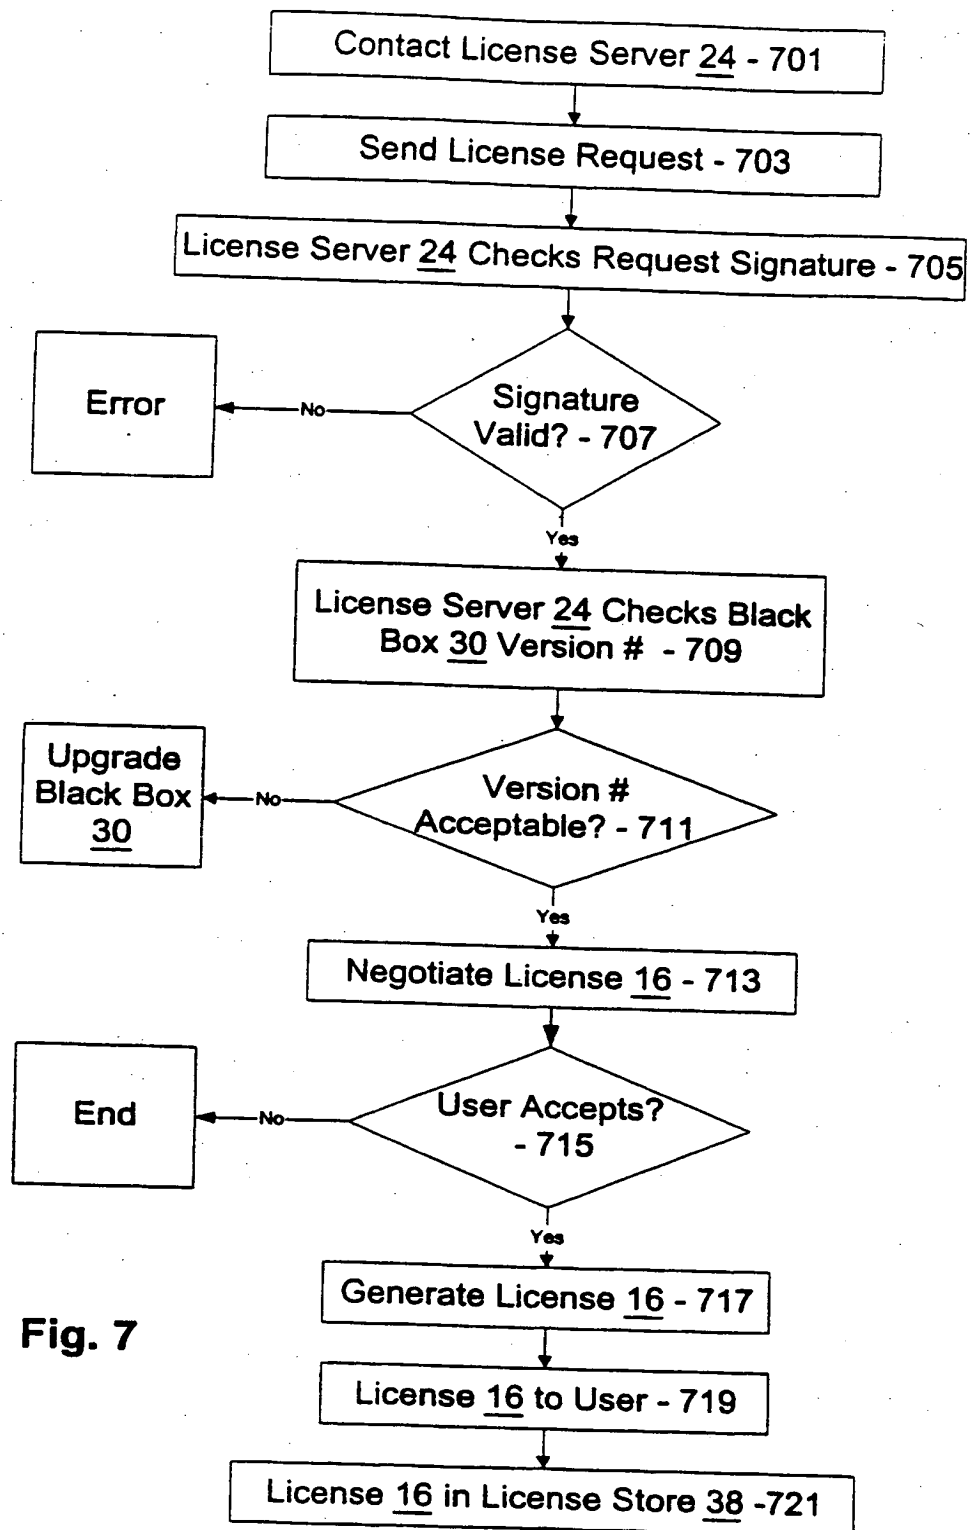 Contact License Server 24 - 701
Send License Request - 703
License Server 24 Checks Request Signature - 705
Signature
Valid? - 707
No
Error
Yes
License Server 24 Checks Black
Box 30 Version # - 709
Version #
Acceptable? - 711
No
Upgrade
Black Box
30
Yes
Negotiate License 16 - 713
User Accepts?
- 715
No
End
Yes
Generate License 16 - 717
License 16 to User - 719
License 16 in License Store 38 -721
Fig. 7